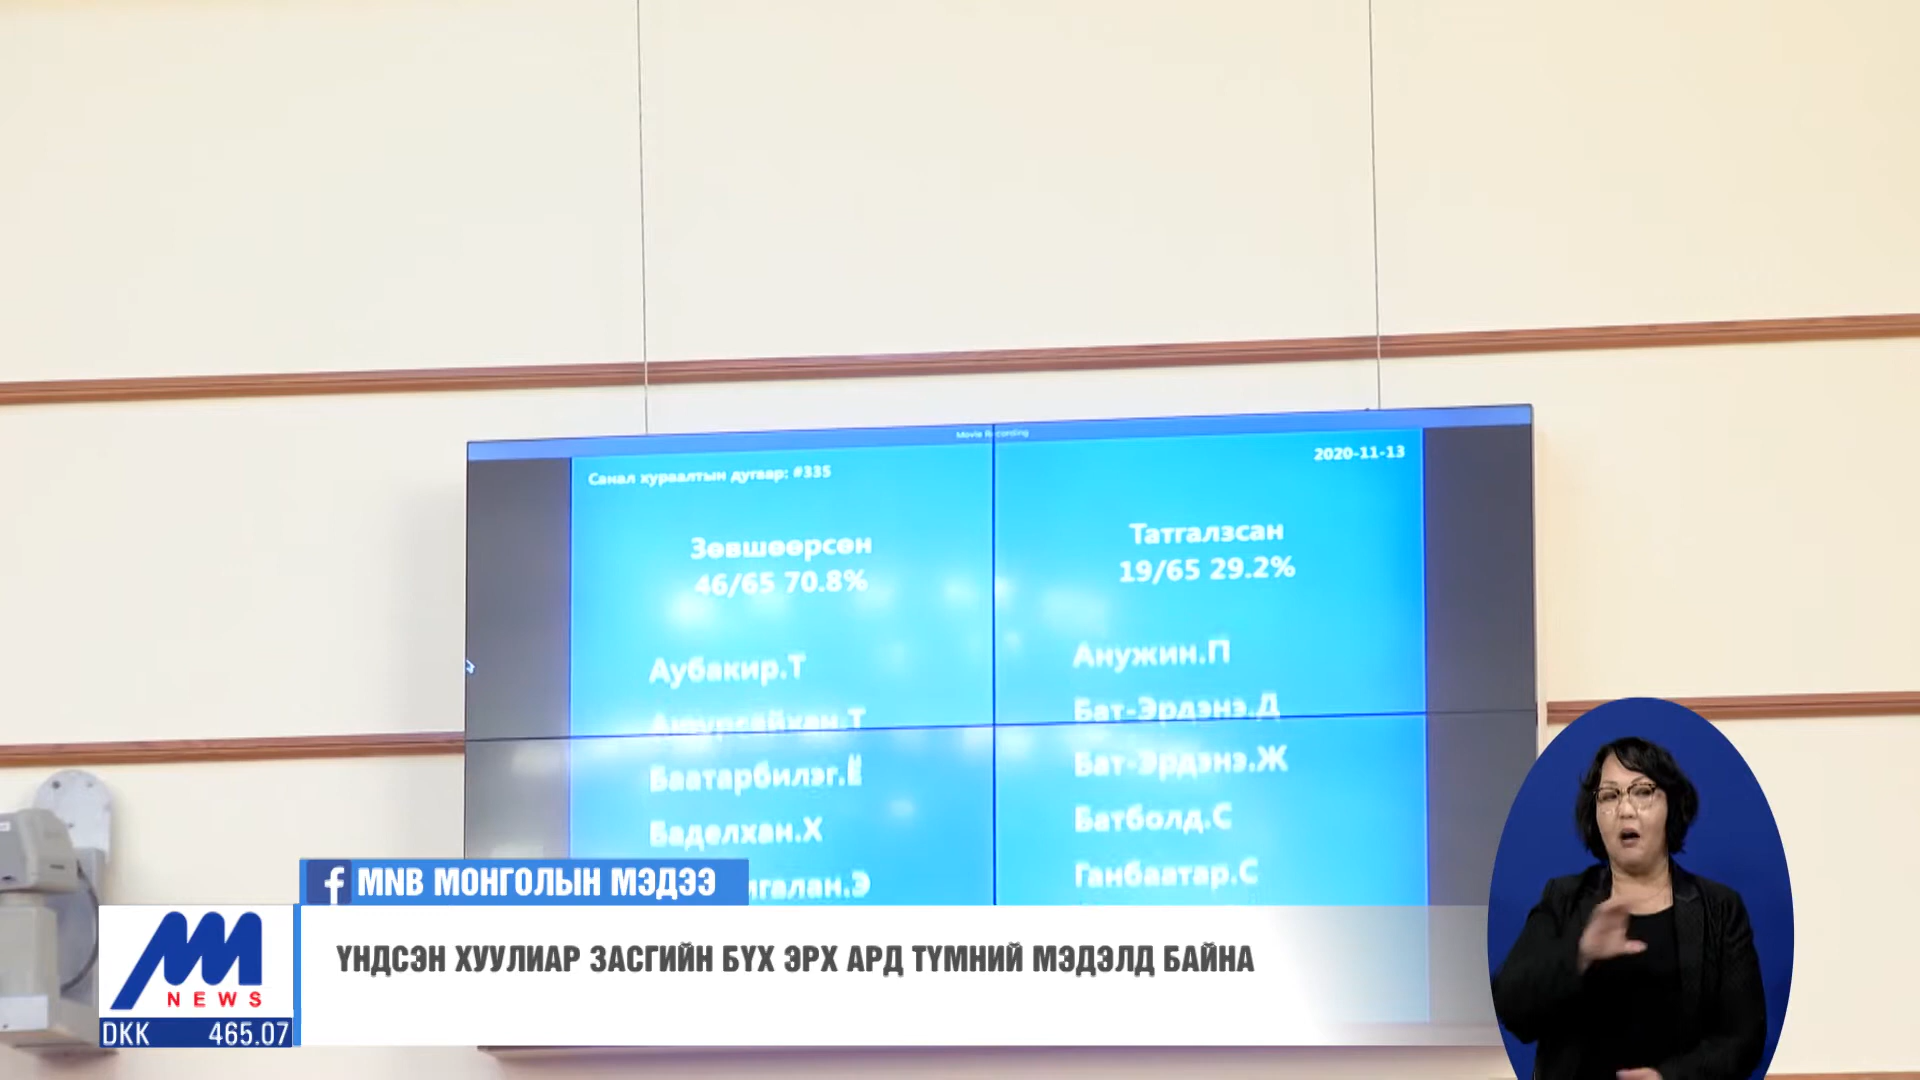 Movie Recording
Санал хураалтын дугаар: #335
2020-11-13
Зөвшөөрсөн
46/65 70.8%
Татгалзсан
19/65 29.2%
Аубакир.Т
Аюурсайхан.Т
Баатарбилэг.Ё
Баделхан.Х
Анужин.П
Бат-Эрдэнэ.Д
Бат-Эрдэнэ.Ж
Батболд.С
Ганбаатар.С
MNB МОНГОЛЫН МЭДЭЭ
ҮНДСЭН ХУУЛИАР ЗАСГИЙН БҮХ ЭРХ АРД ТҮМНИЙ МЭДЭЛД БАЙНА
NEWS
DKK 465.07